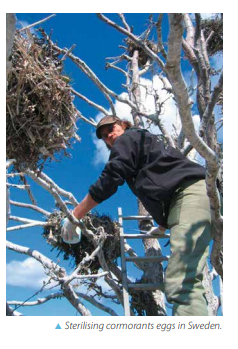 ▲ Sterilising cormorants eggs in Sweden.